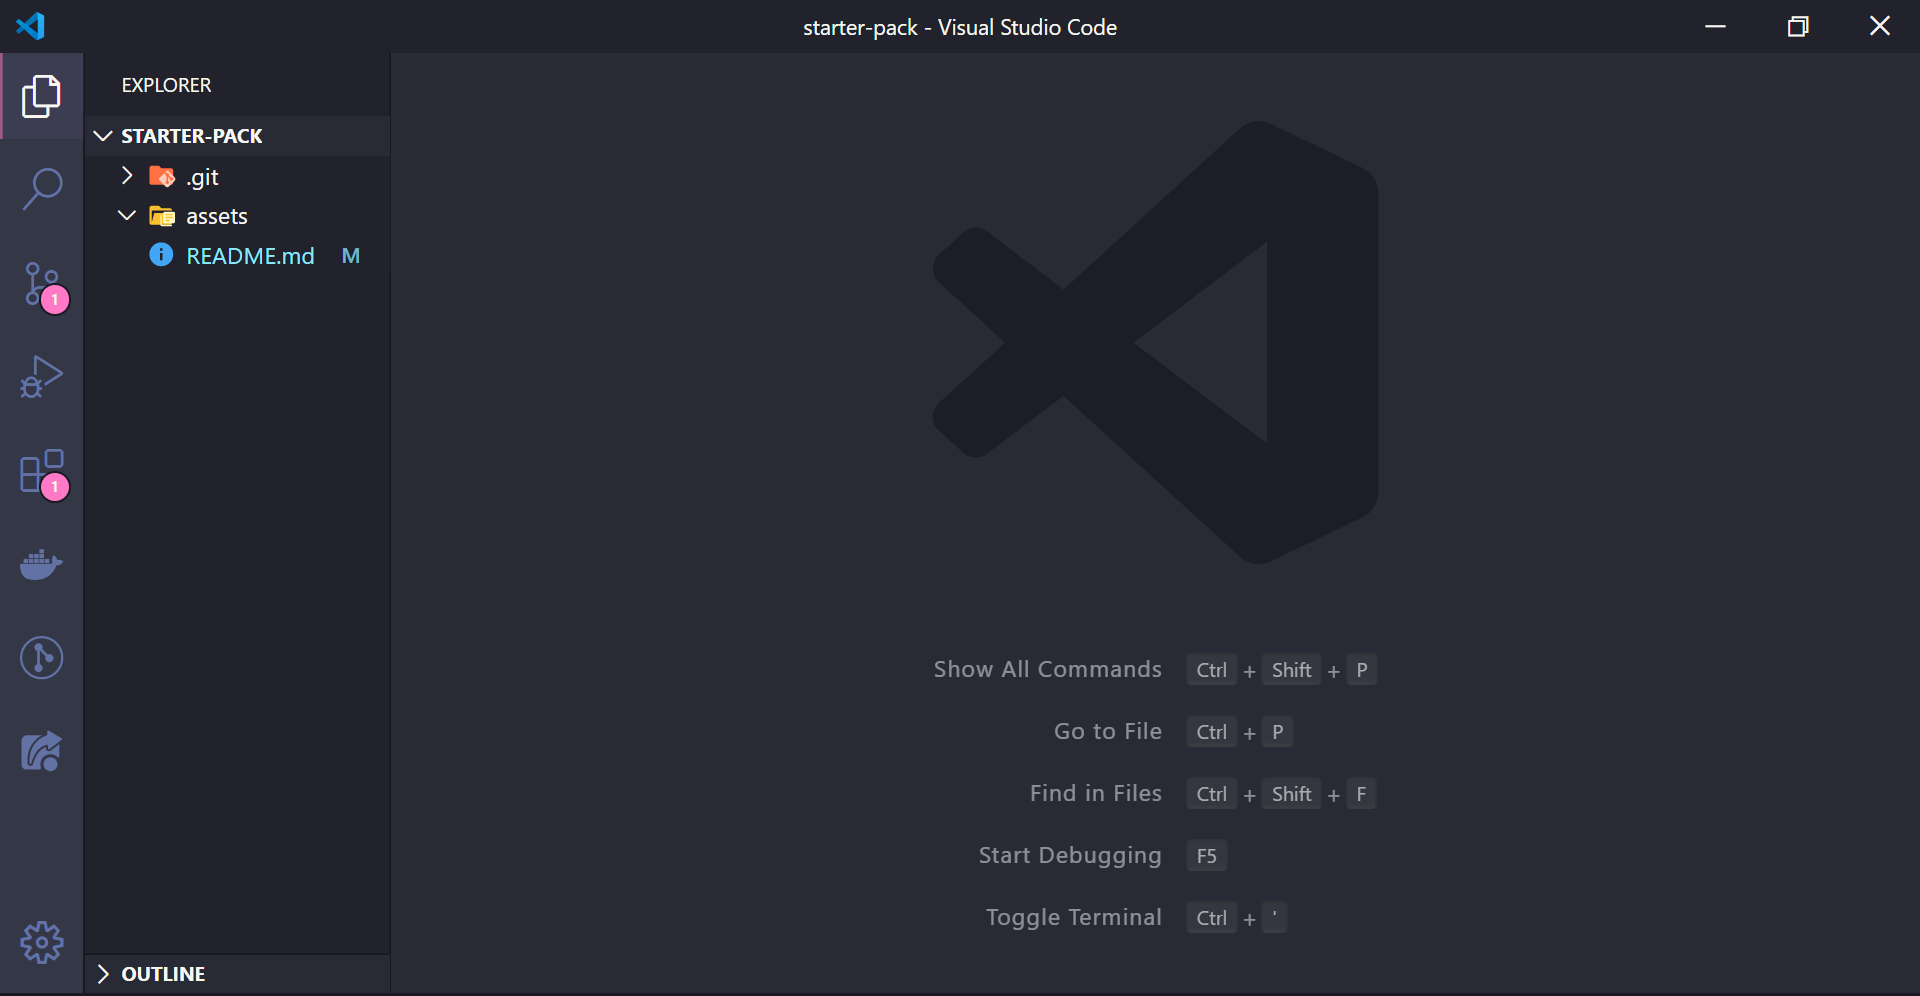 starter-pack - Visual Studio Code
EXPLORER
STARTER-PACK
.git
assets
README.md M
1
1
Show All Commands Ctrl + Shift + P
Go to File Ctrl + P
Find in Files Ctrl + Shift + F
Start Debugging F5
Toggle Terminal Ctrl + '
OUTLINE